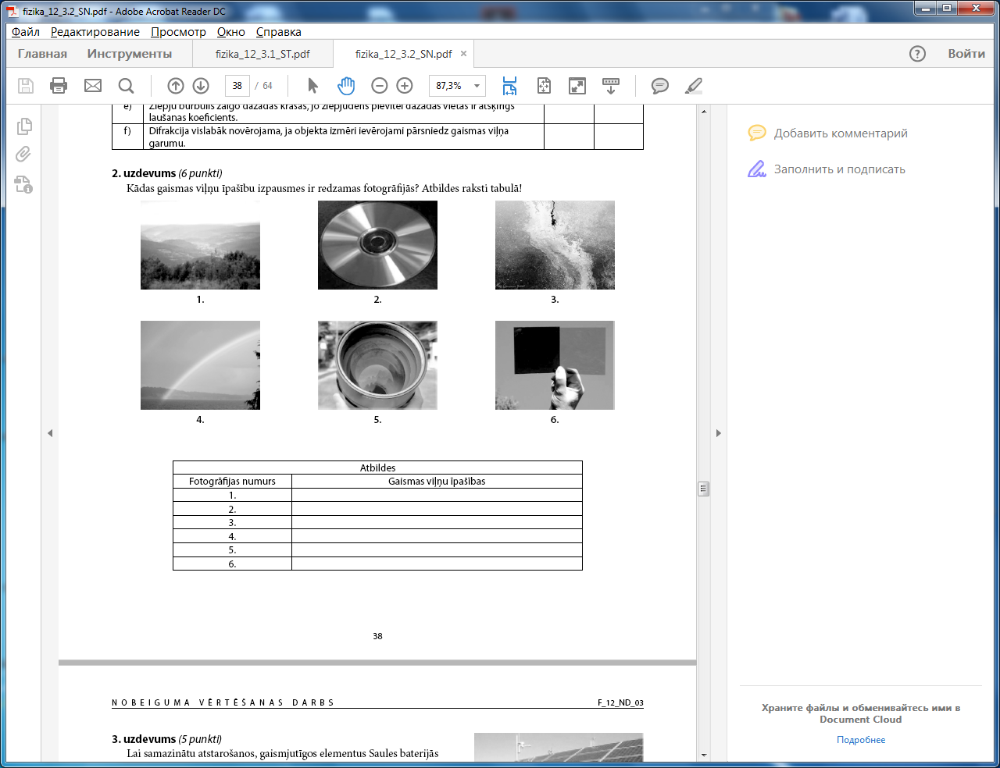 fizika_12_3.2_SN.pdf - Adobe Acrobat Reader DC
Файл Редактирование Просмотр Окно Справка
Главная Инструменты fizika_12_3.1_ST.pdf fizika_12_3.2_SN.pdf × Войти
38 / 64 87,3%
e) Ziepju burbulis zaigo dažādās krāsās, jo ziepjūdens plēvītei dažādās vietās ir atšķirīgs
laušanas koeficients.
f) Difrakcija vislabāk novērojama, ja objekta izmēri ievērojami pārsniedz gaismas viļņa
garumu.
2. uzdevums (6 punkti)
Kādas gaismas viļņu īpašību izpausmes ir redzamas fotogrāfijās? Atbildes raksti tabulā!
1. 2. 3.
4. 5. 6.
Atbildes
Fotogrāfijas numurs Gaismas viļņu īpašības
1.
2.
3.
4.
5.
6.
38
NOBEIGUMA VĒRTĒŠANAS DARBS F_12_ND_03
3. uzdevums (5 punkti)
Lai samazinātu atstarošanos, gaismjutīgos elementus Saules baterijās
Добавить комментарий
Заполнить и подписать
Храните файлы и обменивайтесь ими в
Document Cloud
Подробнее